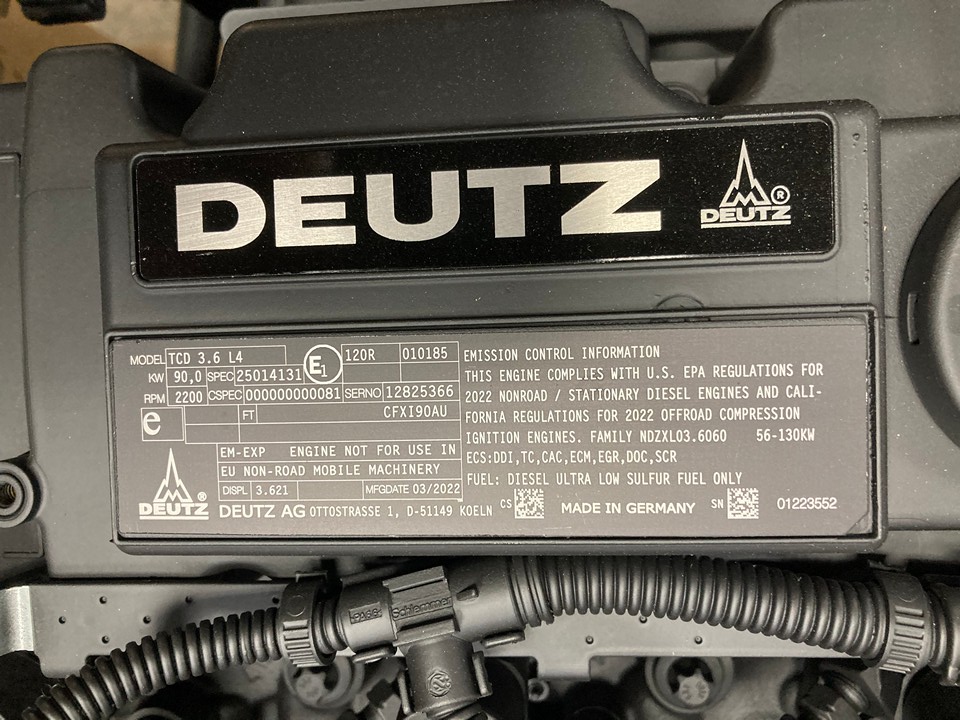 DEUTZ
DEUTZ ®
MODEL TCD 3.6 L4 E1 120R 010185
KW 90,0 SPEC 25014131
RPM 2200 CSPEC 000000000081 SERNO 12825366
e FT CFXI90AU
EM-EXP ENGINE NOT FOR USE IN
EU NON-ROAD MOBILE MACHINERY
DISPL 3.621 MFGDATE 03/2022
DEUTZ ®
DEUTZ AG OTTOSTRASSE 1, D-51149 KOELN
EMISSION CONTROL INFORMATION
THIS ENGINE COMPLIES WITH U.S. EPA REGULATIONS FOR
2022 NONROAD / STATIONARY DIESEL ENGINES AND CALI-
FORNIA REGULATIONS FOR 2022 OFFROAD COMPRESSION
IGNITION ENGINES. FAMILY NDZXL03.6060 56-130KW
ECS:DDI,TC,CAC,ECM,EGR,DOC,SCR
FUEL: DIESEL ULTRA LOW SULFUR FUEL ONLY
CS MADE IN GERMANY SN 01223552
>PA66< Schlemmer